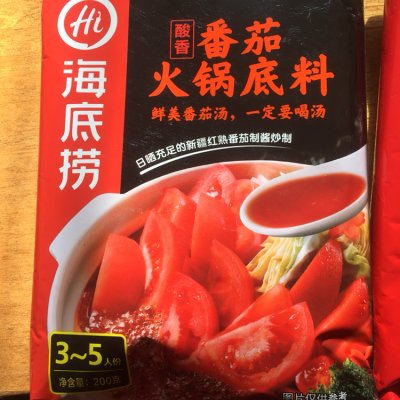 Hi
海底捞
酸香
番茄
火锅底料
鲜美番茄汤，一定要喝汤
日晒充足的新疆红熟番茄制酱炒制
3~5人份
净含量: 200克
图片仅供参考